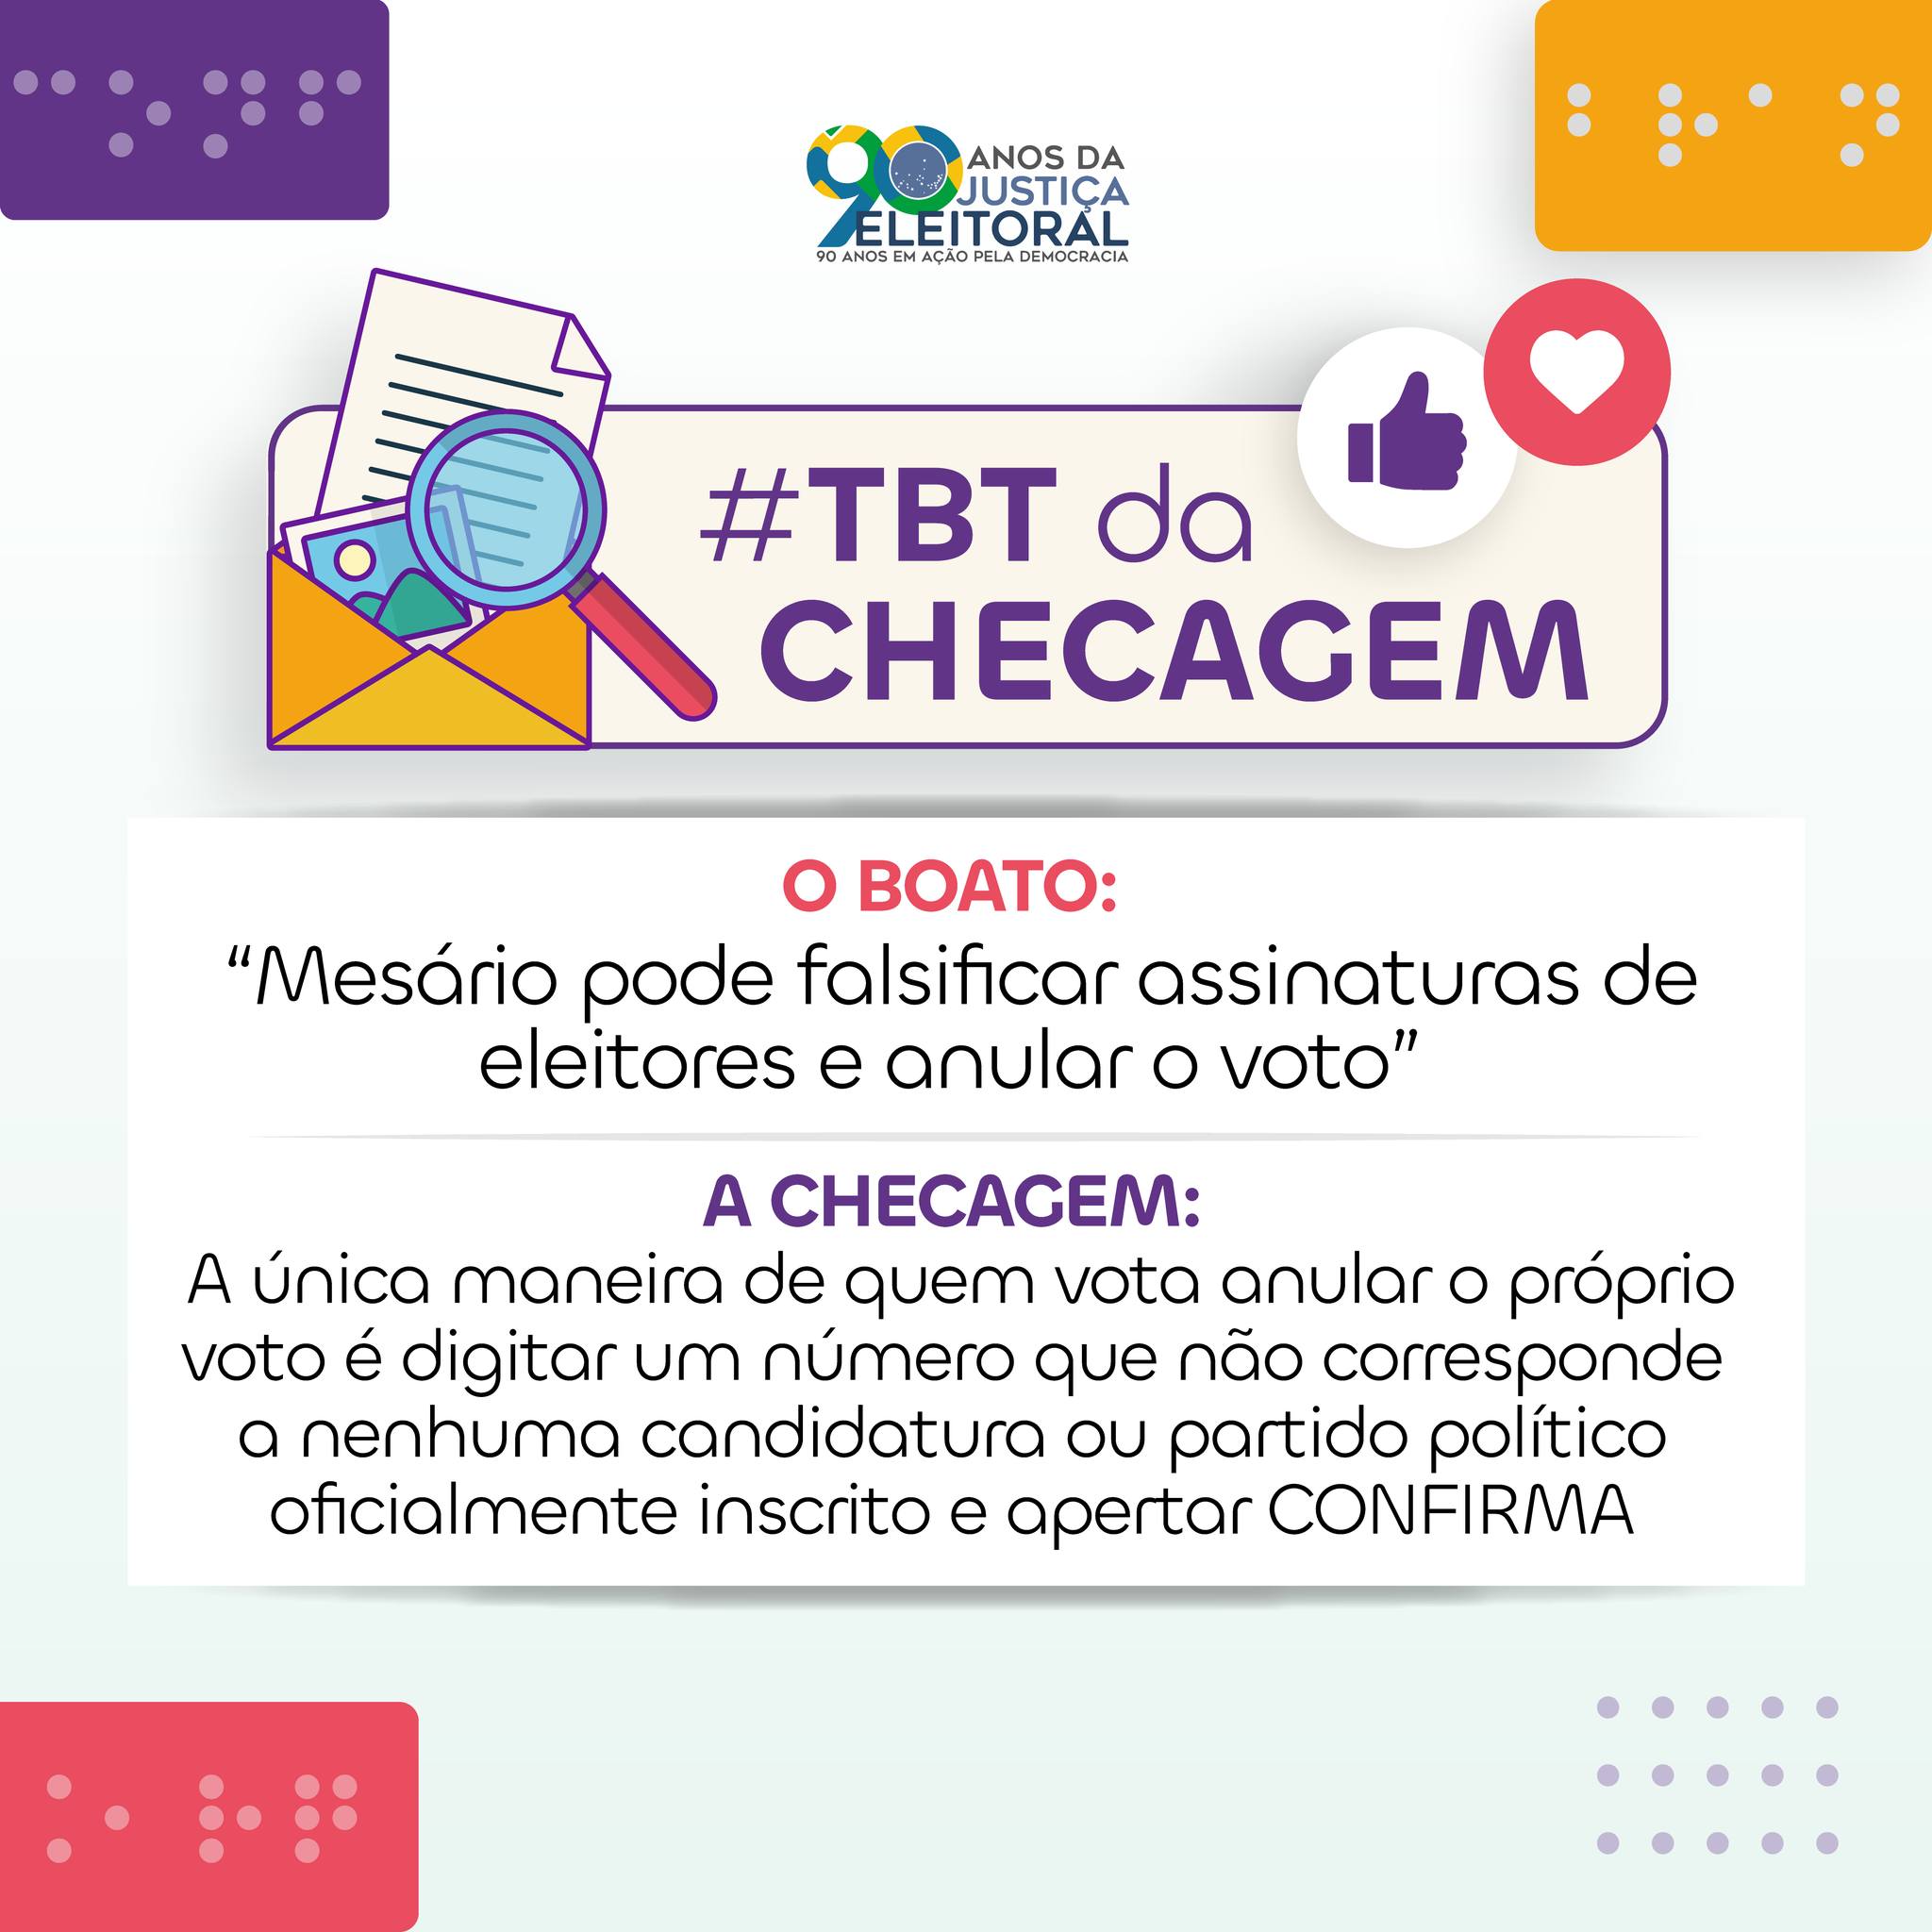 90 ANOS DA
JUSTIÇA
ELEITORAL
90 ANOS EM AÇÃO PELA DEMOCRACIA
#TBT da
CHECAGEM
O BOATO:
“Mesário pode falsificar assinaturas de
eleitores e anular o voto”
A CHECAGEM:
A única maneira de quem vota anular o próprio
voto é digitar um número que não corresponde
a nenhuma candidatura ou partido político
oficialmente inscrito e apertar CONFIRMA